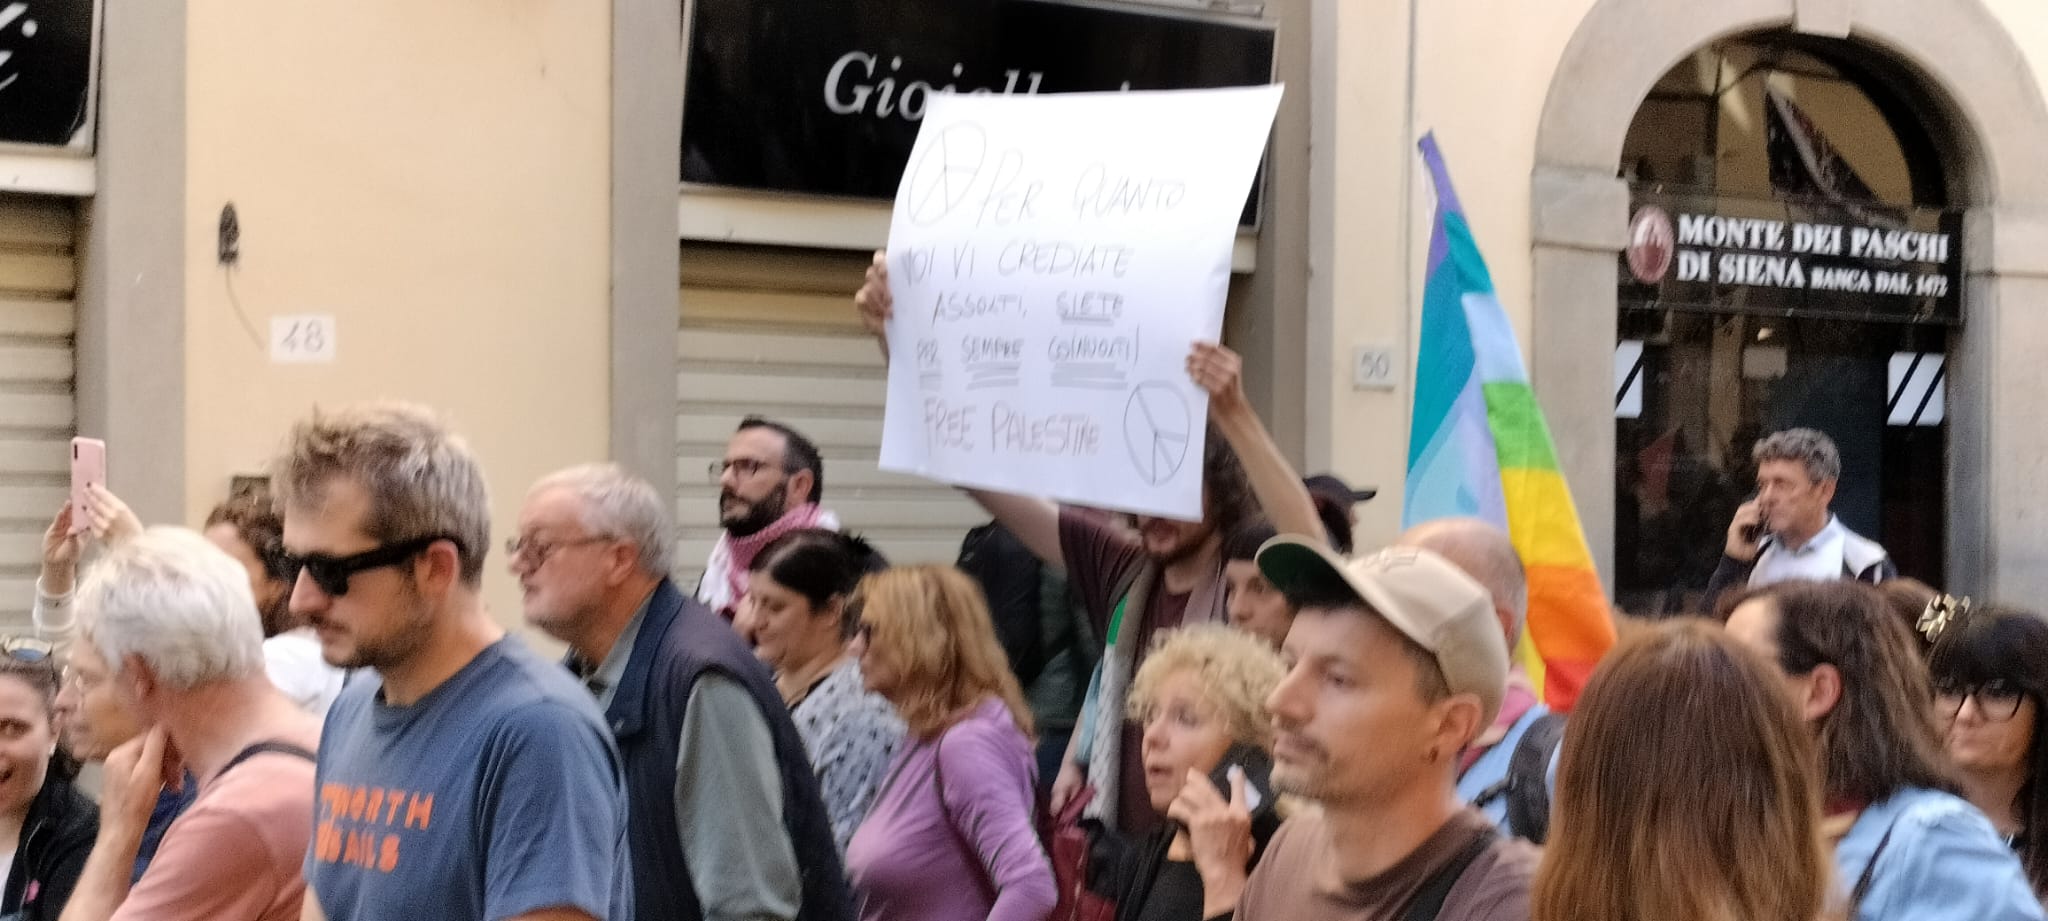 PER QUANTO
VOI VI CREDIATE
ASSOLTI, SIETE
PER SEMPRE COINVOLTI!
FREE PALESTINE
48
50
MONTE DEI PASCHI
DI SIENA BANCA DAL 1472
NORTH